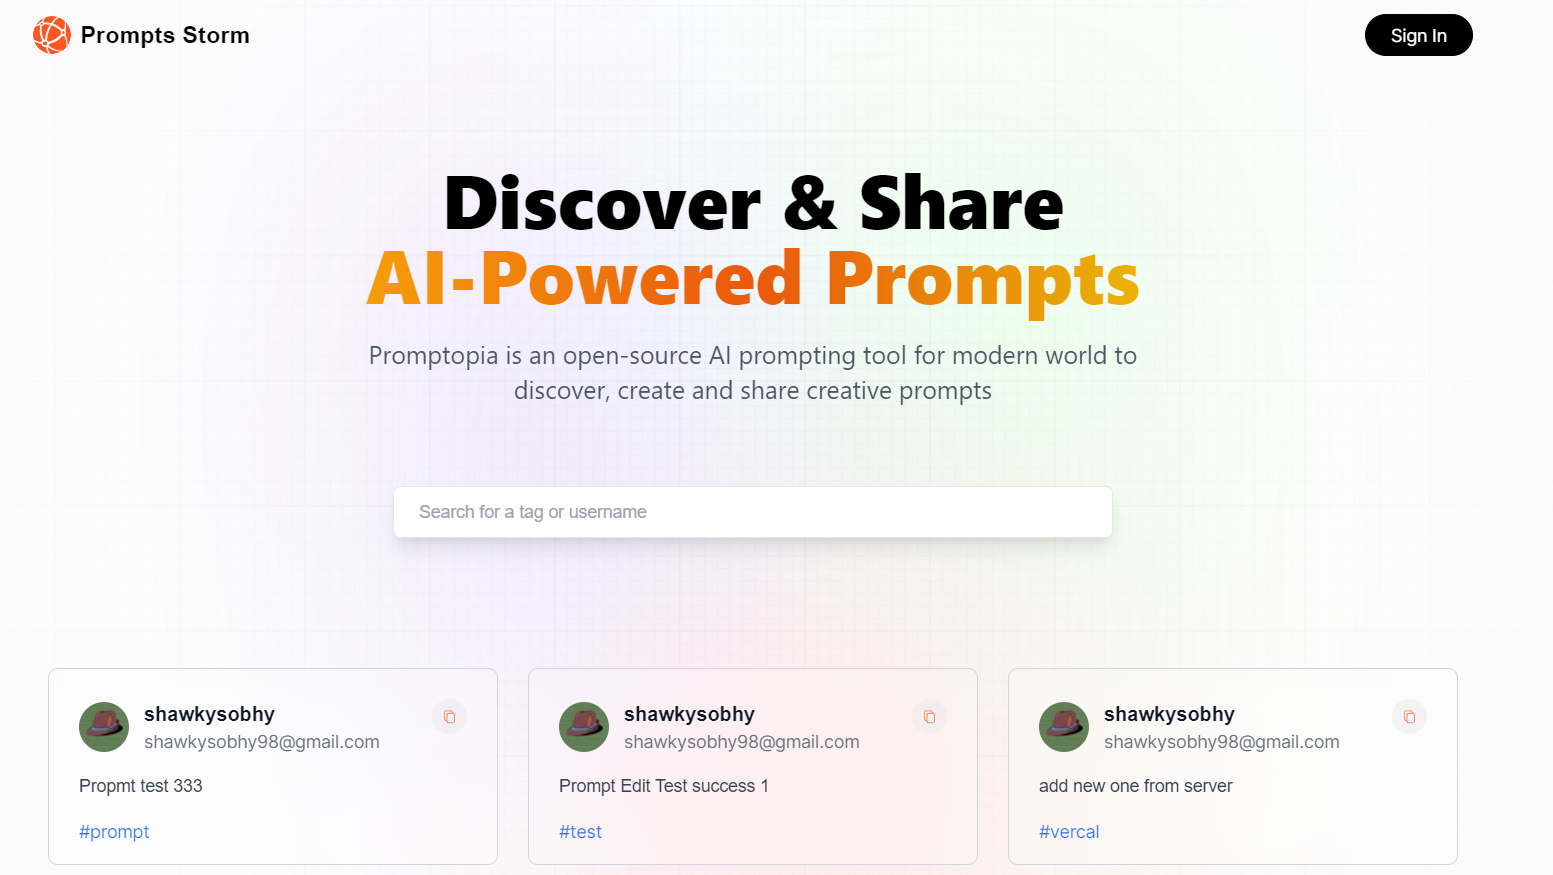 Prompts Storm
Sign In
Discover & Share
AI-Powered Prompts
Promptopia is an open-source AI prompting tool for modern world to
discover, create and share creative prompts
Search for a tag or username
shawkysobhy
shawkysobhy98@gmail.com
Propmt test 333
#prompt
shawkysobhy
shawkysobhy98@gmail.com
Prompt Edit Test success 1
#test
shawkysobhy
shawkysobhy98@gmail.com
add new one from server
#vercal